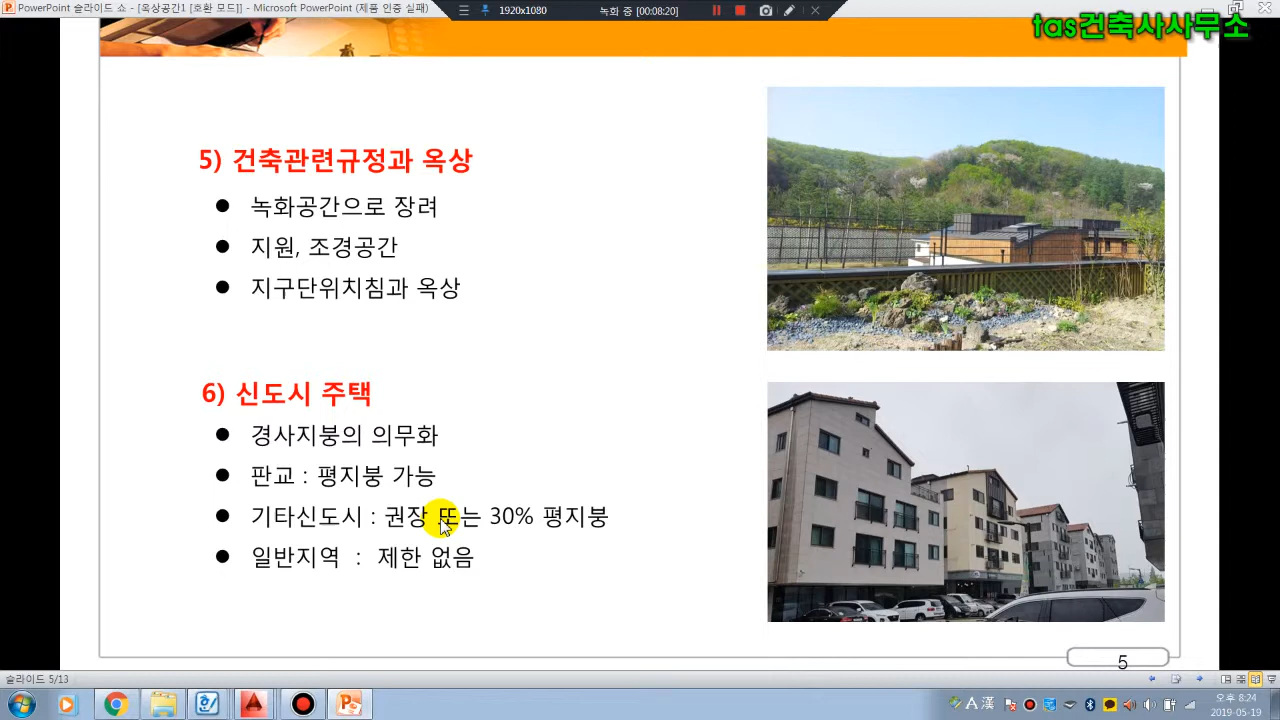 PowerPoint 슬라이드 쇼 - [옥상공간1 [호환 모드]] - Microsoft PowerPoint (제품 인증 실패)
1920x1080
녹화 중 [00:08:20]
tas건축사사무소
5) 건축관련규정과 옥상
● 녹화공간으로 장려
● 지원, 조경공간
● 지구단위치침과 옥상
6) 신도시 주택
● 경사지붕의 의무화
● 판교 : 평지붕 가능
● 기타신도시 : 권장 또는 30% 평지붕
● 일반지역 : 제한 없음
5
슬라이드 5/13
A 漢
오후 8:24
2019-05-19